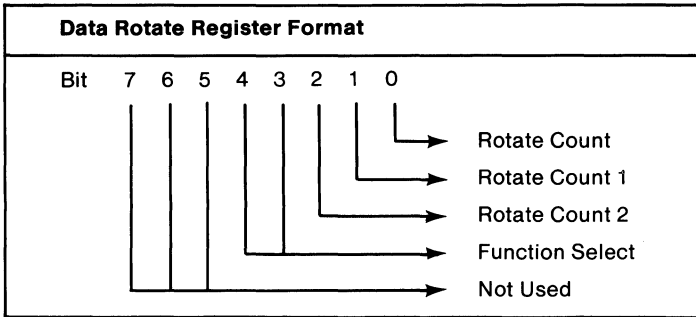 Data Rotate Register Format
Bit 7 6 5 4 3 2 1 0
Rotate Count
Rotate Count 1
Rotate Count 2
Function Select
Not Used